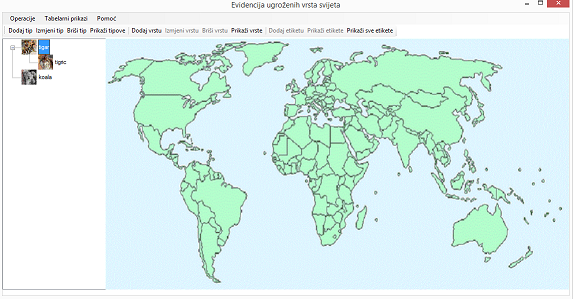 Evidencija ugroženih vrsta svijeta
Operacije Tabelarni prikazi Pomoć
Dodaj tip Izmjeni tip Briši tip Prikaži tipove Dodaj vrstu Izmjeni vrstu Briši vrstu Prikaži vrste Dodaj etiketu Prikaži etikete Prikaži sve etikete
tigar
tigrić
koala